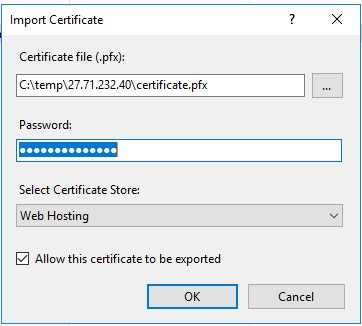 Import Certificate ? ×
Certificate file (.pfx):
C:\temp\27.71.232.40\certificate.pfx ...
Password:
●●●●●●●●●●●●●●
Select Certificate Store:
Web Hosting
Allow this certificate to be exported
OK Cancel